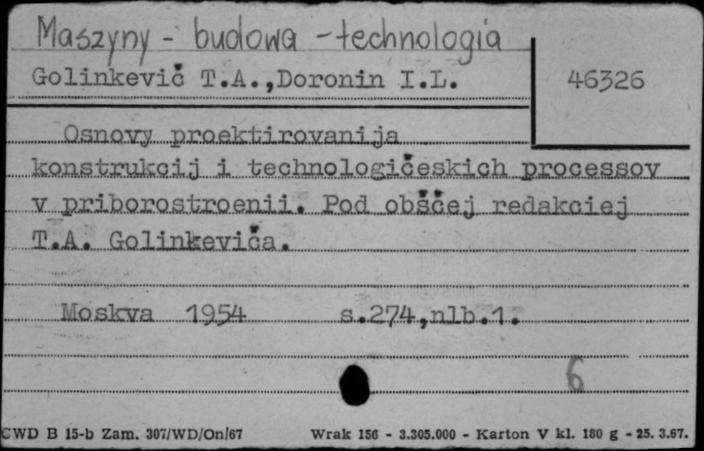 Maszyny - budowa - technologia
Golinkevič T.A.,Doronin I.L.
46326
Osnovy proektirovanija
konstrukcij i technologičeskich processov
v priborostroenii. Pod obščej redakciej
T.A. Golinkeviča.
Moskva 1954 s.274,nlb.1.
6
CWD B 15-b Zam. 307/WD/On/67 Wrak 156 - 3.305.000 - Karton V kl. 180 g - 25. 3.67.